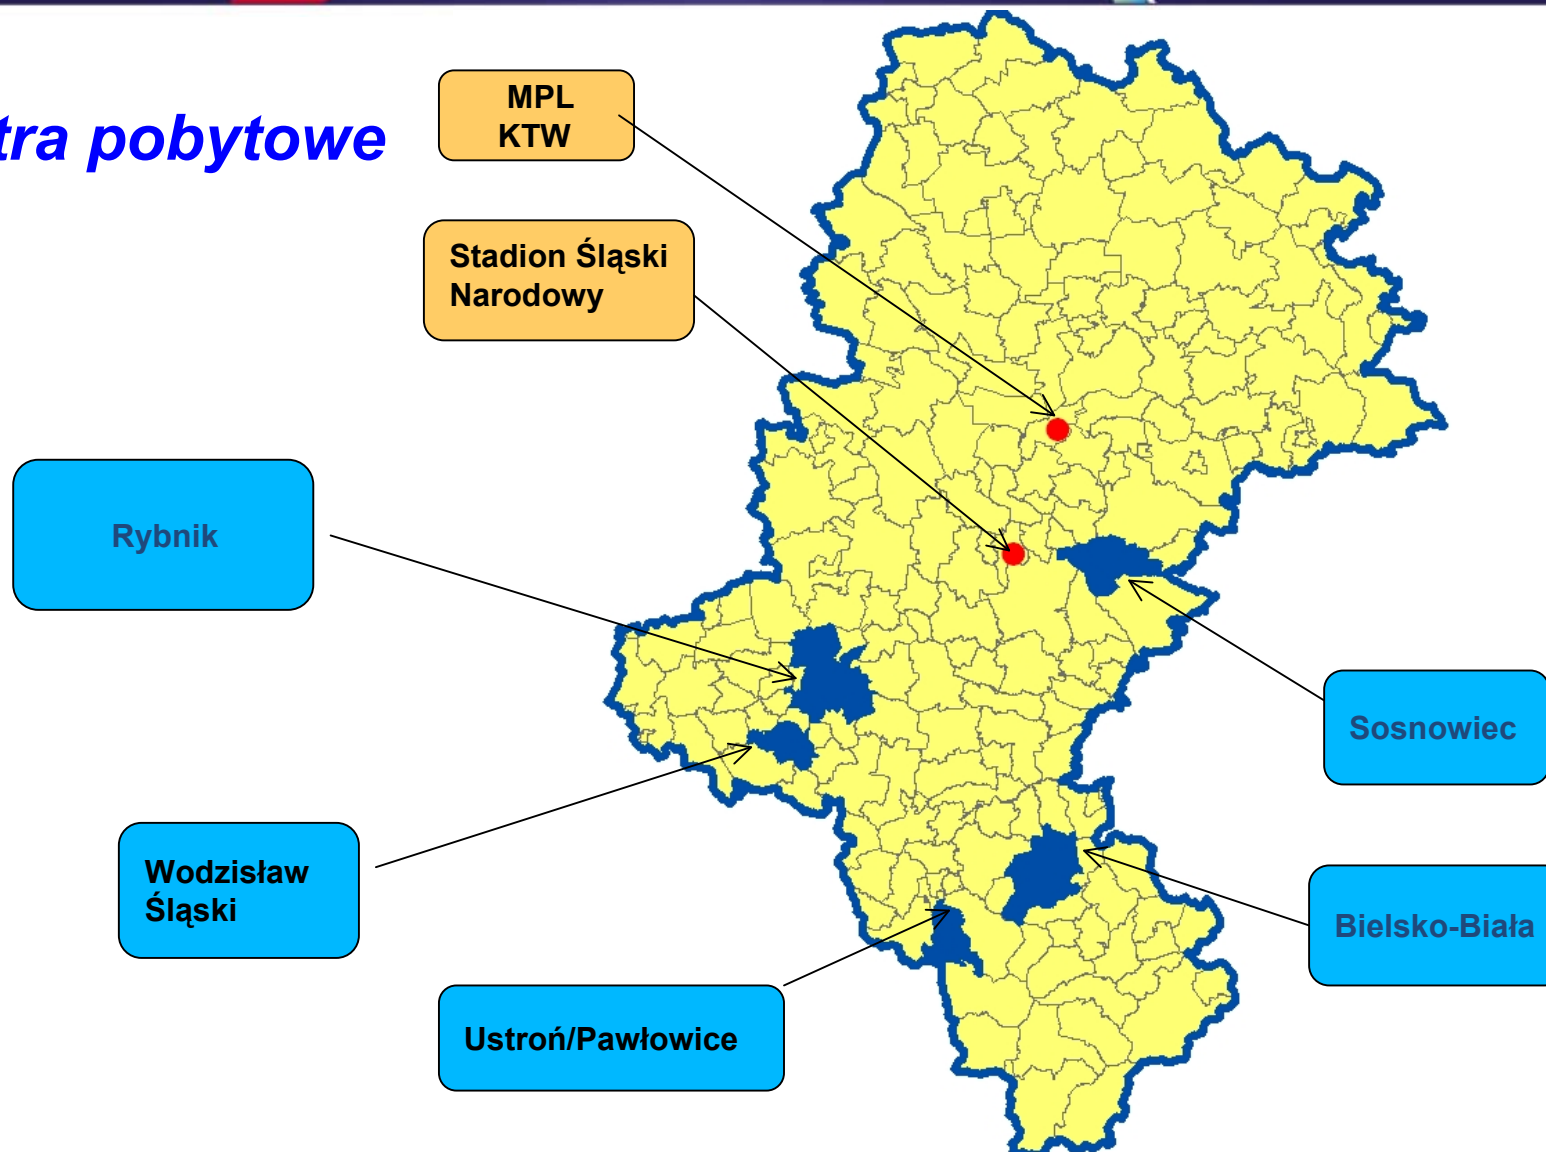 tra pobytowe
MPL
KTW
Stadion Śląski
Narodowy
Rybnik
Sosnowiec
Wodzisław
Śląski
Bielsko-Biała
Ustroń/Pawłowice